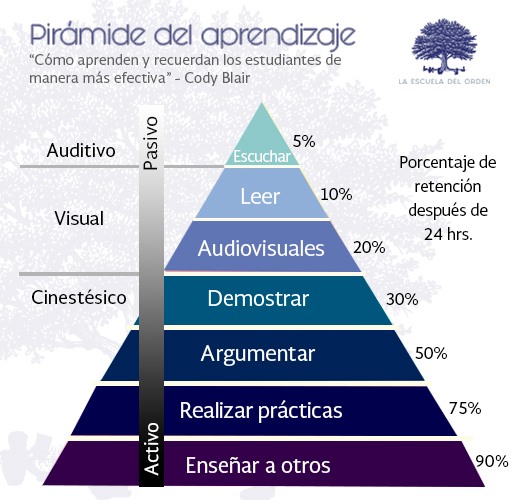 Pirámide del aprendizaje
“Cómo aprenden y recuerdan los estudiantes de
manera más efectiva” - Cody Blair
LA ESCUELA DEL ORDEN
Pasivo
Auditivo
Escuchar
5%
Porcentaje de
retención
después de
24 hrs.
Visual
Leer
10%
Audiovisuales
20%
Cinestésico
Demostrar
30%
Argumentar
50%
Realizar prácticas
75%
Activo
Enseñar a otros
90%